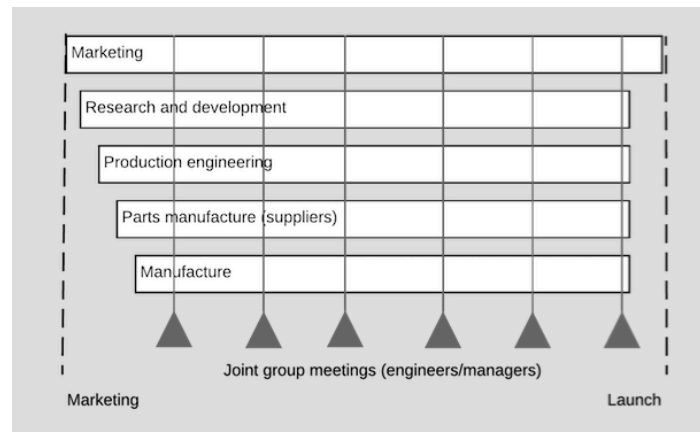 Marketing
Research and development
Production engineering
Parts manufacture (suppliers)
Manufacture
Joint group meetings (engineers/managers)
Marketing
Launch